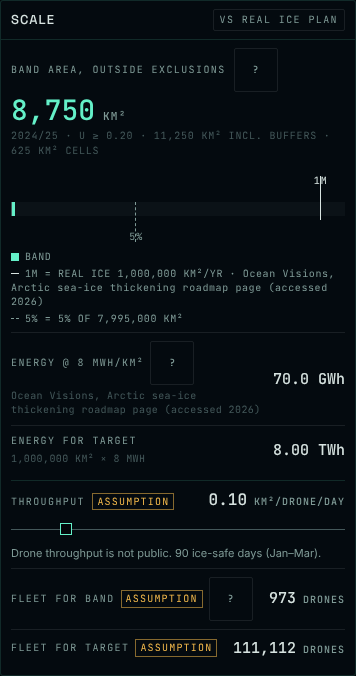 SCALE
VS REAL ICE PLAN
BAND AREA, OUTSIDE EXCLUSIONS ?
8,750 KM²
2024/25 · U ≥ 0.20 · 11,250 KM² INCL. BUFFERS ·
625 KM² CELLS
1M
5%
BAND
1M = REAL ICE 1,000,000 KM²/YR · Ocean Visions,
Arctic sea-ice thickening roadmap page (accessed
2026)
5% = 5% OF 7,995,000 KM²
ENERGY @ 8 MWH/KM² ?
70.0 GWh
Ocean Visions, Arctic sea-ice
thickening roadmap page (accessed 2026)
ENERGY FOR TARGET
8.00 TWh
1,000,000 KM² × 8 MWH
THROUGHPUT ASSUMPTION 0.10 KM²/DRONE/DAY
Drone throughput is not public. 90 ice-safe days (Jan–Mar).
FLEET FOR BAND ASSUMPTION ? 973 DRONES
FLEET FOR TARGET ASSUMPTION 111,112 DRONES